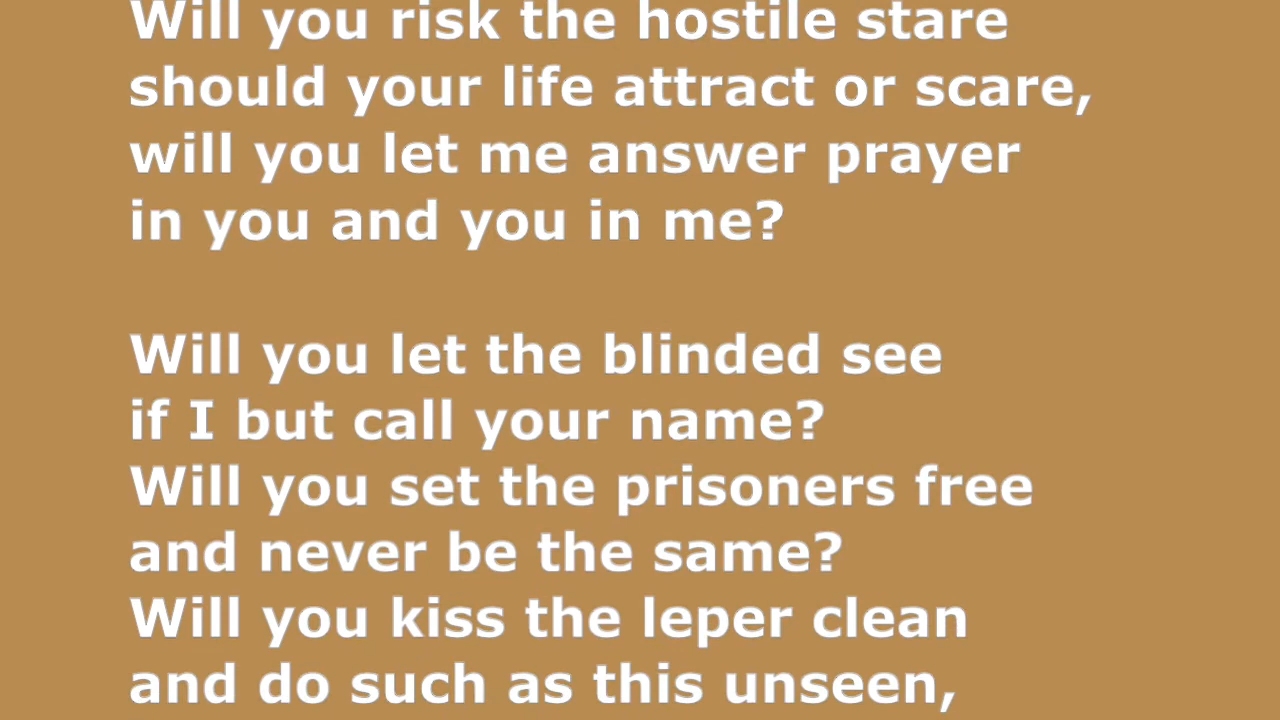 Will you risk the hostile stare
should your life attract or scare,
will you let me answer prayer
in you and you in me?
Will you let the blinded see
if I but call your name?
Will you set the prisoners free
and never be the same?
Will you kiss the leper clean
and do such as this unseen,